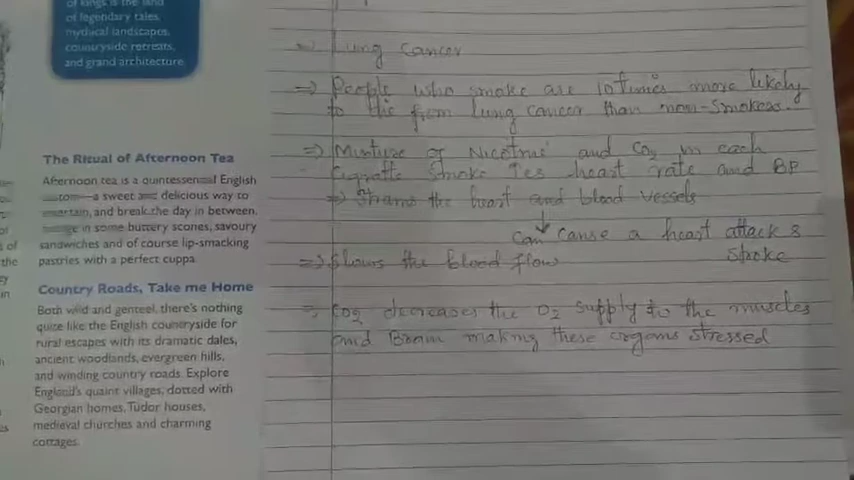 of kings is the land
of legendary tales,
mythical landscapes,
countryside retreats,
and grand architecture.
The Ritual of Afternoon Tea
Afternoon tea is a quintessential English
custom—a sweet and delicious way to
entertain, and break the day in between.
in some buttery scones, savoury
sandwiches and of course lip-smacking
pastries with a perfect cuppa.
Country Roads, Take me Home
Both wild and genteel, there's nothing
quite like the English countryside for
rural escapes with its dramatic dales,
ancient woodlands, evergreen hills,
and winding country roads. Explore
England's quaint villages, dotted with
Georgian homes, Tudor houses,
medieval churches and charming
cottages.
⇒ Lung cancer
⇒ People who smoke are 10 times more likely
to die from lung cancer than non-smokers.
⇒ Mixture of Nicotine and CO2 in each
Cigratte Smoke ↑es heart rate and BP
⇒ Strains the heart and blood vessels
↓
can cause a heart attack &
stroke
⇒ Slows the blood flow
⇒ CO2 decreases the O2 supply to the muscles
and Brain making these organs stressed